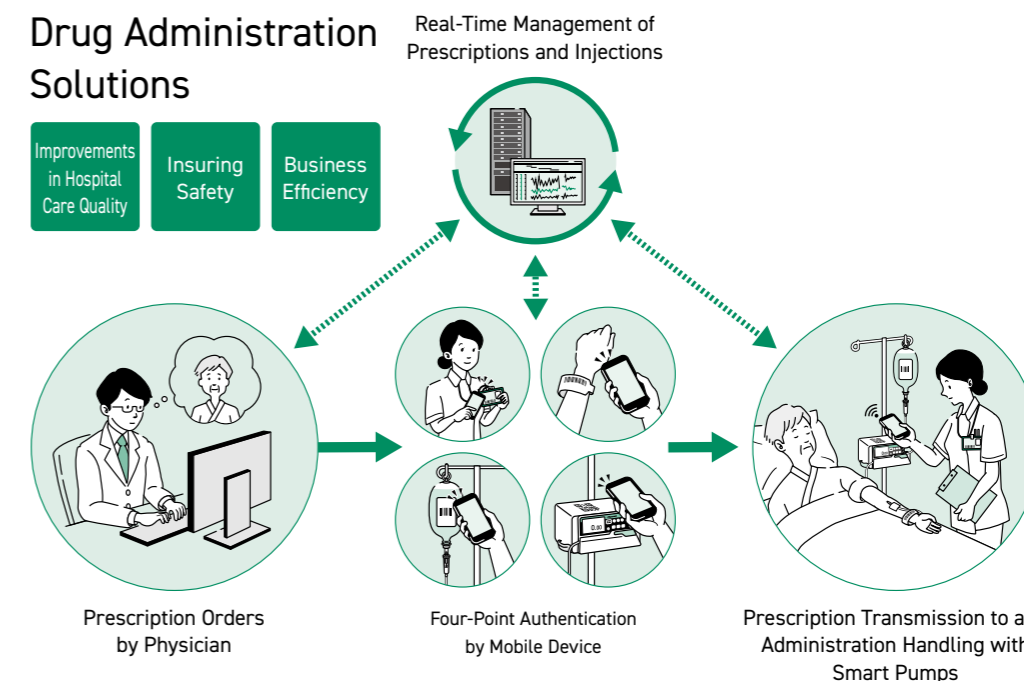 Drug Administration
Solutions
Improvements
in Hospital
Care Quality
Insuring
Safety
Business
Efficiency
Real-Time Management of
Prescriptions and Injections
Prescription Orders
by Physician
Four-Point Authentication
by Mobile Device
Prescription Transmission to a
Administration Handling with
Smart Pumps